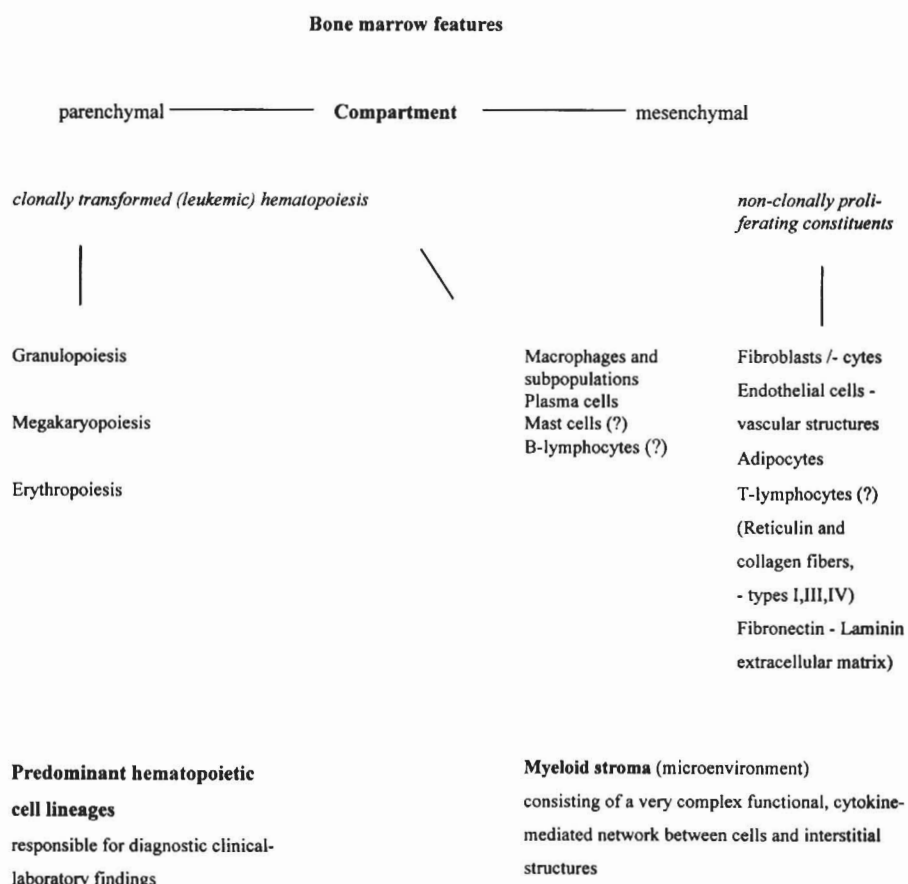 Bone marrow features
parenchymal Compartment mesenchymal
clonally transformed (leukemic) hematopoiesis
non-clonally proli-
ferating constituents
Granulopoiesis
Megakaryopoiesis
Erythropoiesis
Macrophages and
subpopulations
Plasma cells
Mast cells (?)
B-lymphocytes (?)
Fibroblasts /- cytes
Endothelial cells -
vascular structures
Adipocytes
T-lymphocytes (?)
(Reticulin and
collagen fibers,
- types I,III,IV)
Fibronectin - Laminin
extracellular matrix)
Predominant hematopoietic
cell lineages
responsible for diagnostic clinical-
laboratory findings
Myeloid stroma (microenvironment)
consisting of a very complex functional, cytokine-
mediated network between cells and interstitial
structures